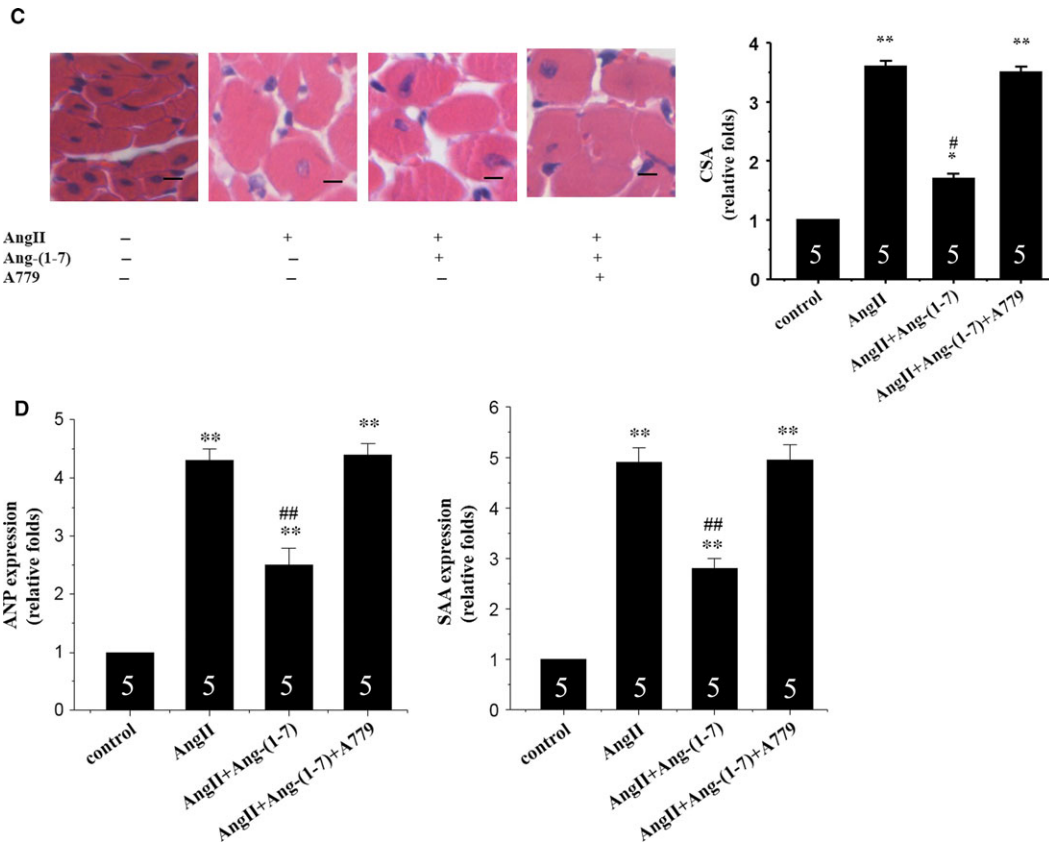 C
AngII – + + +
Ang-(1-7) – – + +
A779 – – – +
CSA
(relative folds)
4
3
2
1
0
**
#
*
**
5 5 5 5
control
AngII
AngII+Ang-(1-7)
AngII+Ang-(1-7)+A779
D
ANP expression
(relative folds)
5
4
3
2
1
0
**
##
**
**
5 5 5 5
control
AngII
AngII+Ang-(1-7)
AngII+Ang-(1-7)+A779
SAA expression
(relative folds)
6
5
4
3
2
1
0
**
##
**
**
5 5 5 5
control
AngII
AngII+Ang-(1-7)
AngII+Ang-(1-7)+A779